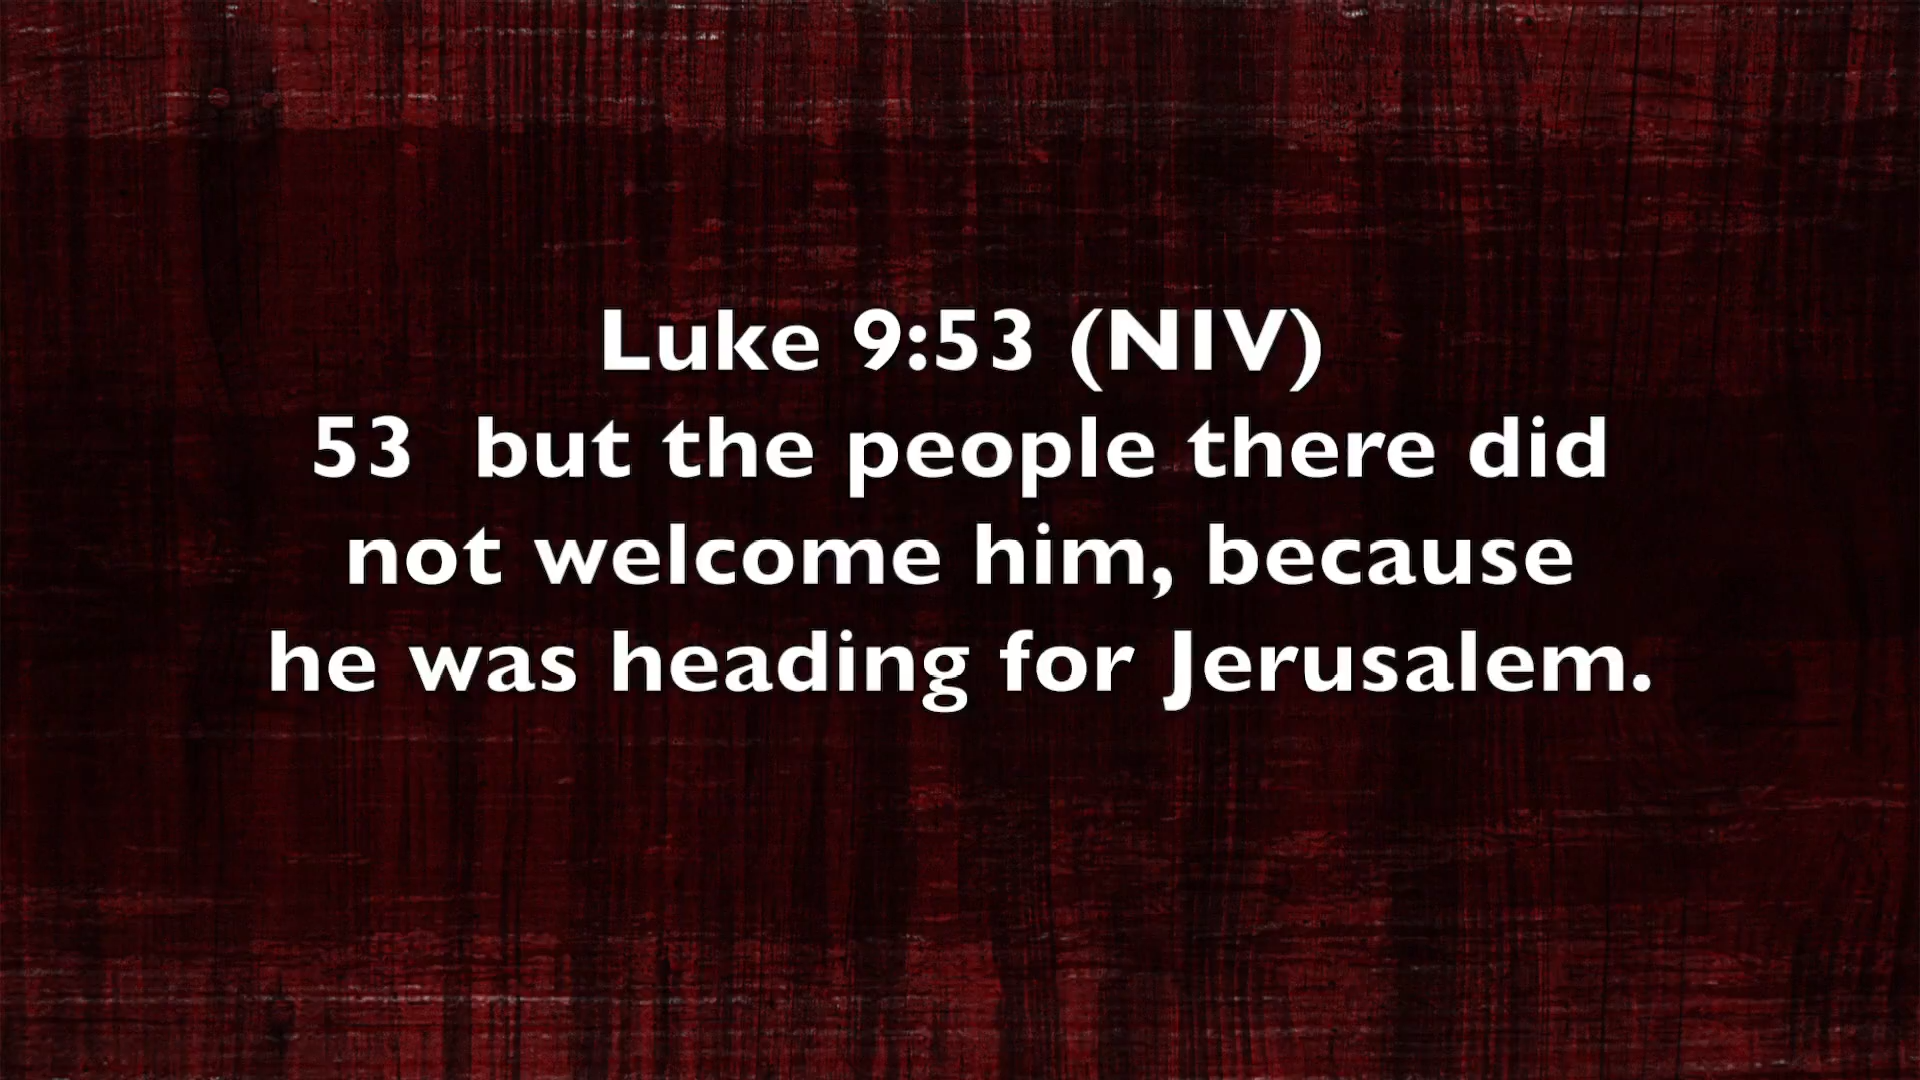 Luke 9:53 (NIV)
53  but the people there did
not welcome him, because
he was heading for Jerusalem.